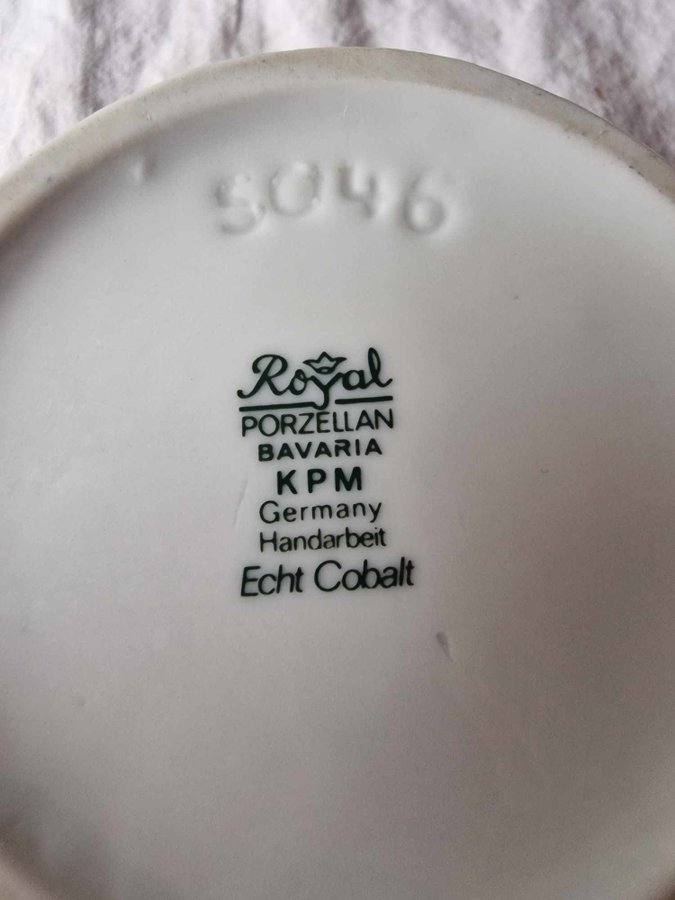 5046
Royal
PORZELLAN
BAVARIA
KPM
Germany
Handarbeit
Echt Cobalt